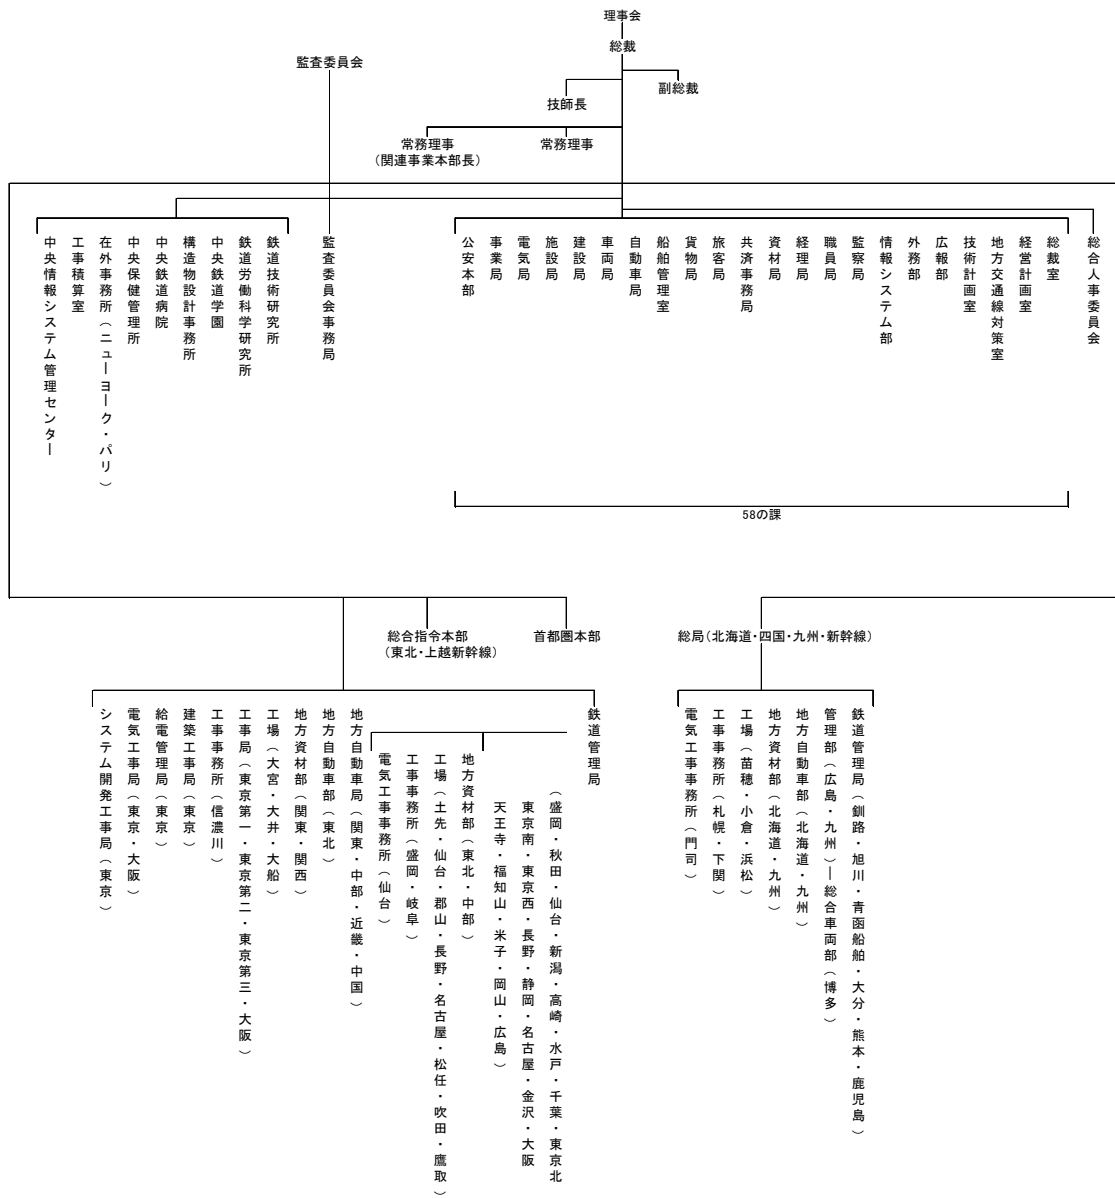 理事会
総裁
監査委員会
副総裁
技師長
常務理事
(関連事業本部長)
常務理事
総合人事委員会
総裁室
経営計画室
地方交通線対策室
技術計画室
広報部
外務部
情報システム部
監察局
職員局
経理局
資材局
共済事務局
旅客局
貨物局
船舶管理室
自動車局
車両局
建設局
施設局
電気局
事業局
公安本部
監査委員会事務局
鉄道技術研究所
鉄道労働科学研究所
中央鉄道学園
構造物設計事務所
中央鉄道病院
中央保健管理所
在外事務所(ニューヨーク・パリ)
工事積算室
中央情報システム管理センター
58の課
総合指令本部
(東北・上越新幹線)
首都圏本部
総局(北海道・四国・九州・新幹線)
鉄道管理局(釧路・旭川・青函船舶・大分・熊本・鹿児島)
管理部(広島・九州)―総合車両部(博多)
地方自動車部(北海道・九州)
地方資材部(北海道・九州)
工場(苗穂・小倉・浜松)
工事事務所(札幌・下関)
電気工事事務所(門司)
鉄道管理局
(盛岡・秋田・仙台・新潟・高崎・水戸・千葉・東京北
東京南・東京西・長野・静岡・名古屋・金沢・大阪
天王寺・福知山・米子・岡山・広島)
地方資材部(東北・中部)
工場(土先・仙台・郡山・長野・名古屋・松任・吹田・鷹取)
工事事務所(盛岡・岐阜)
電気工事事務所(仙台)
地方自動車局(関東・中部・近畿・中国)
地方自動車部(東北)
地方資材部(関東・関西)
工場(大宮・大井・大船)
工事局(東京第一・東京第二・東京第三・大阪)
工事事務所(信濃川)
建築工事局(東京)
給電管理局(東京)
電気工事局(東京・大阪)
システム開発工事局(東京)